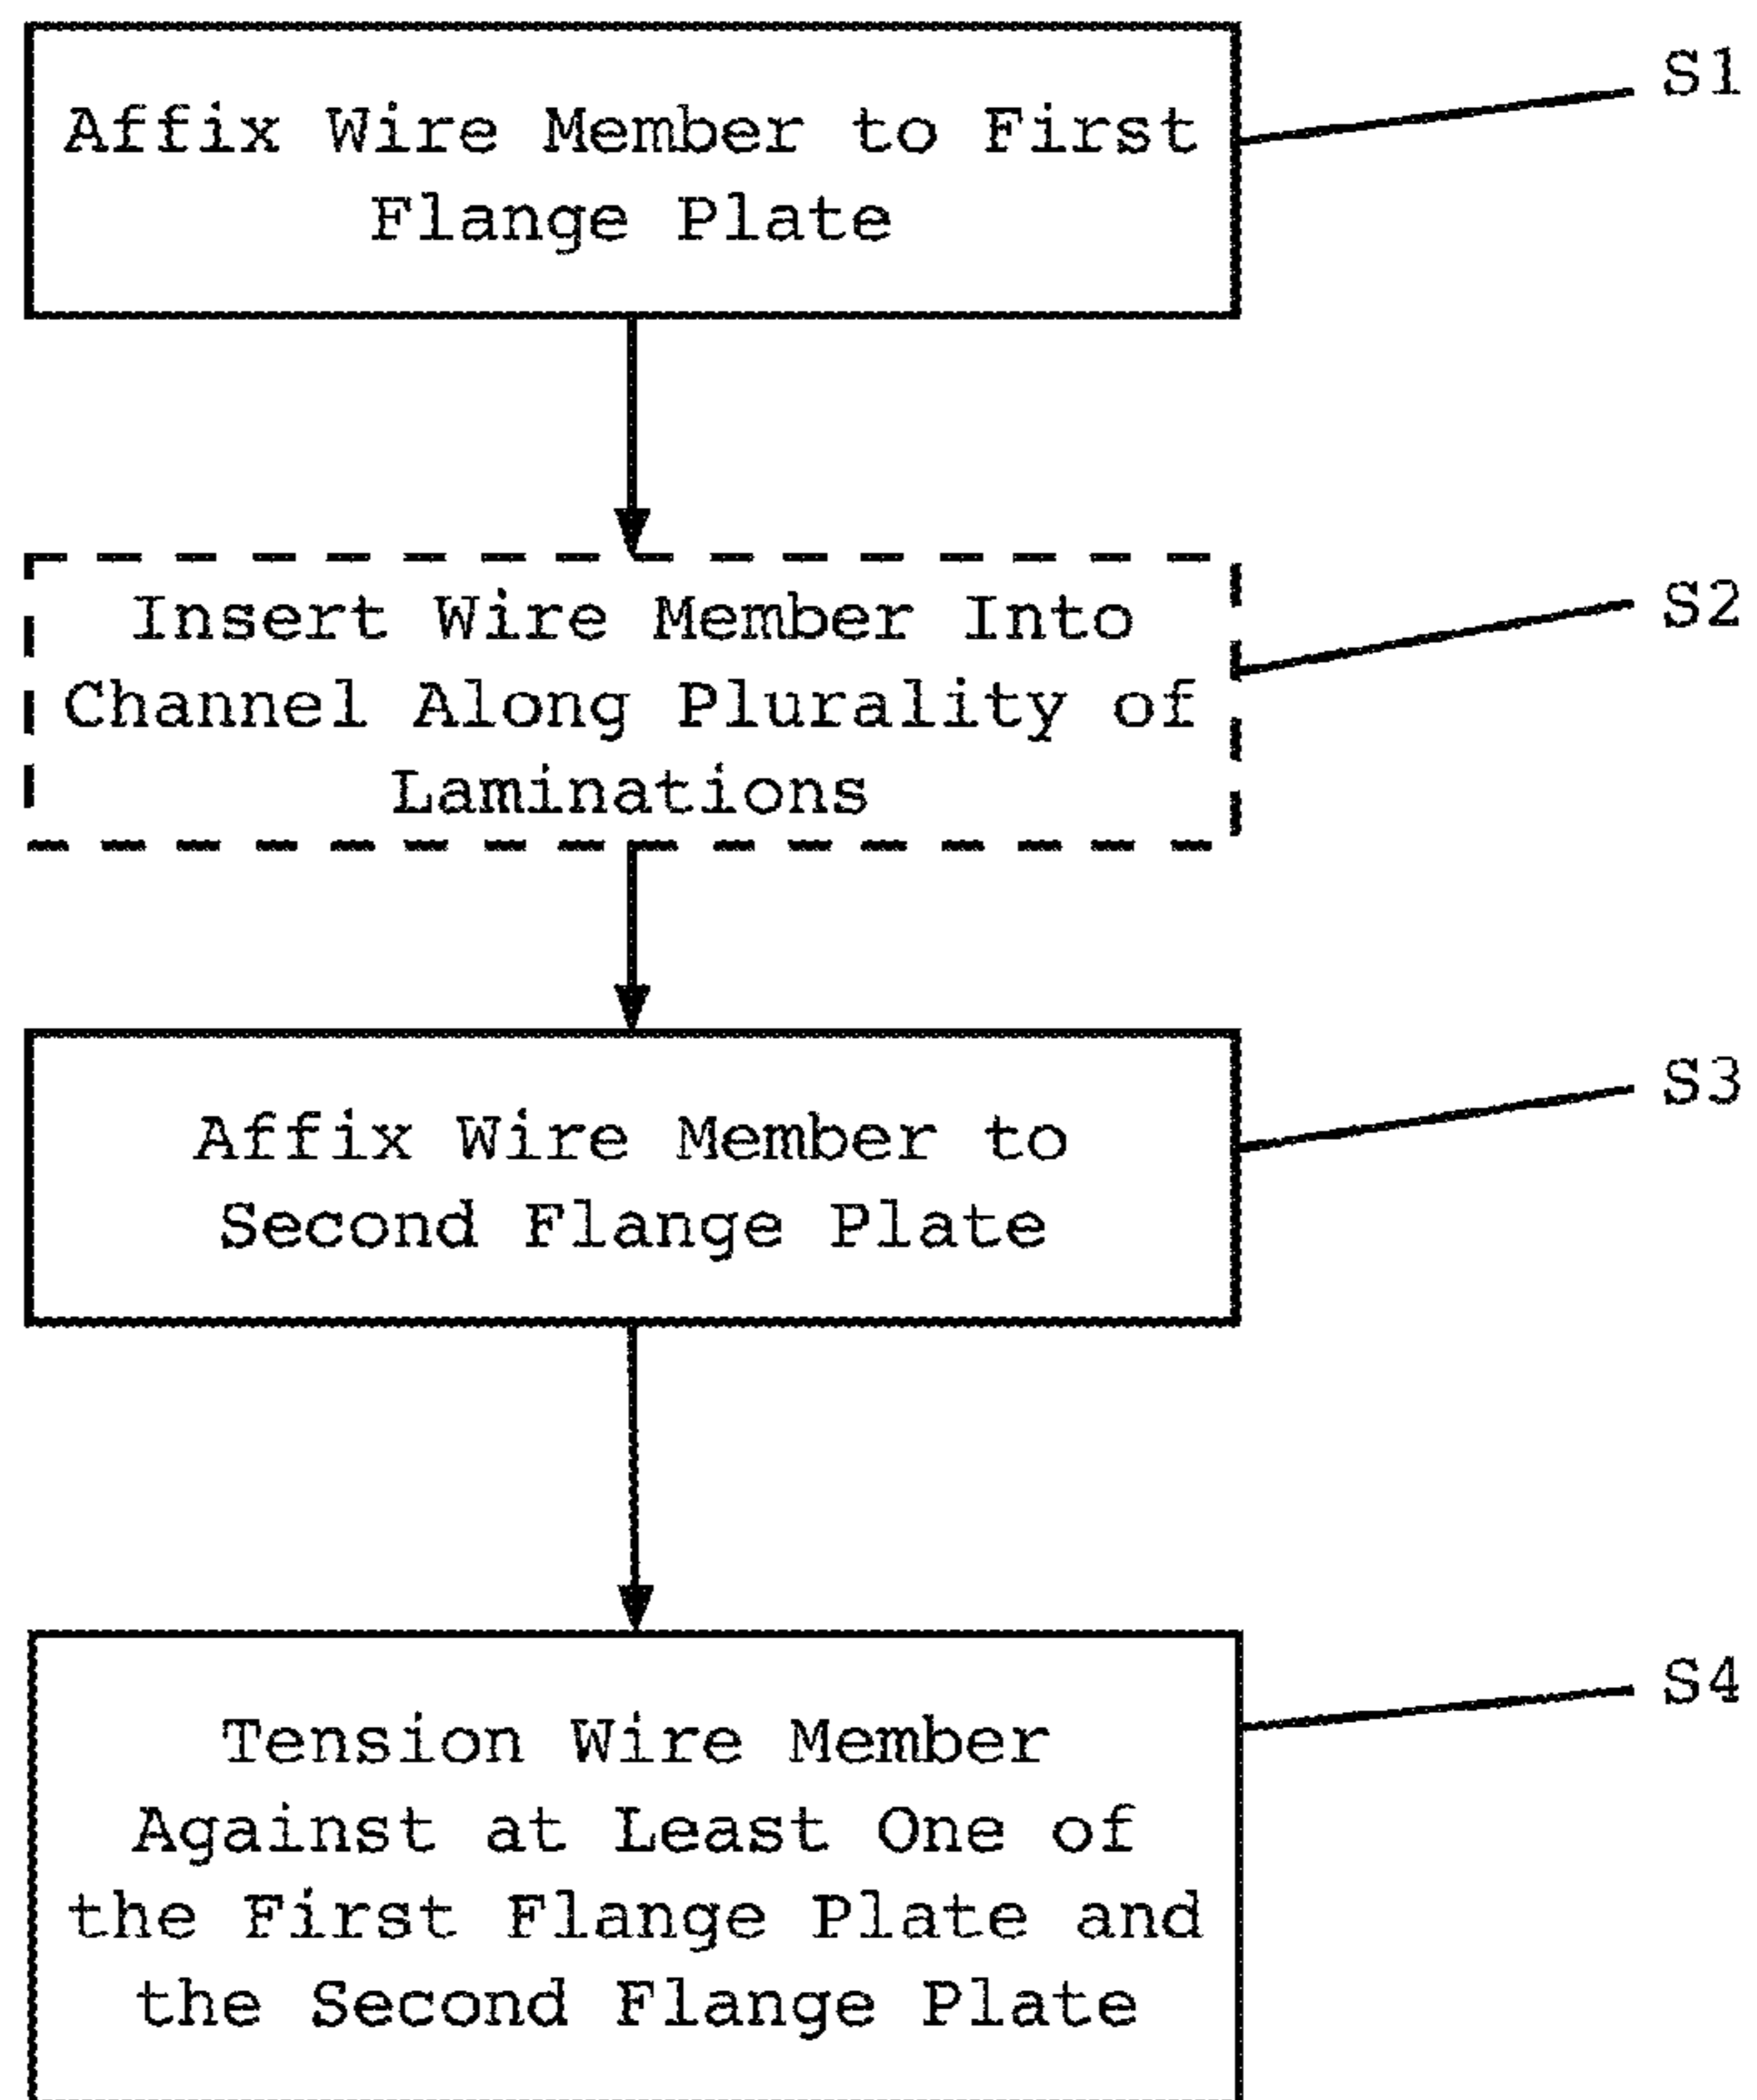 Affix Wire Member to First
Flange Plate
S1
Insert Wire Member Into
Channel Along Plurality of
Laminations
S2
Affix Wire Member to
Second Flange Plate
S3
Tension Wire Member
Against at Least One of
the First Flange Plate and
the Second Flange Plate
S4